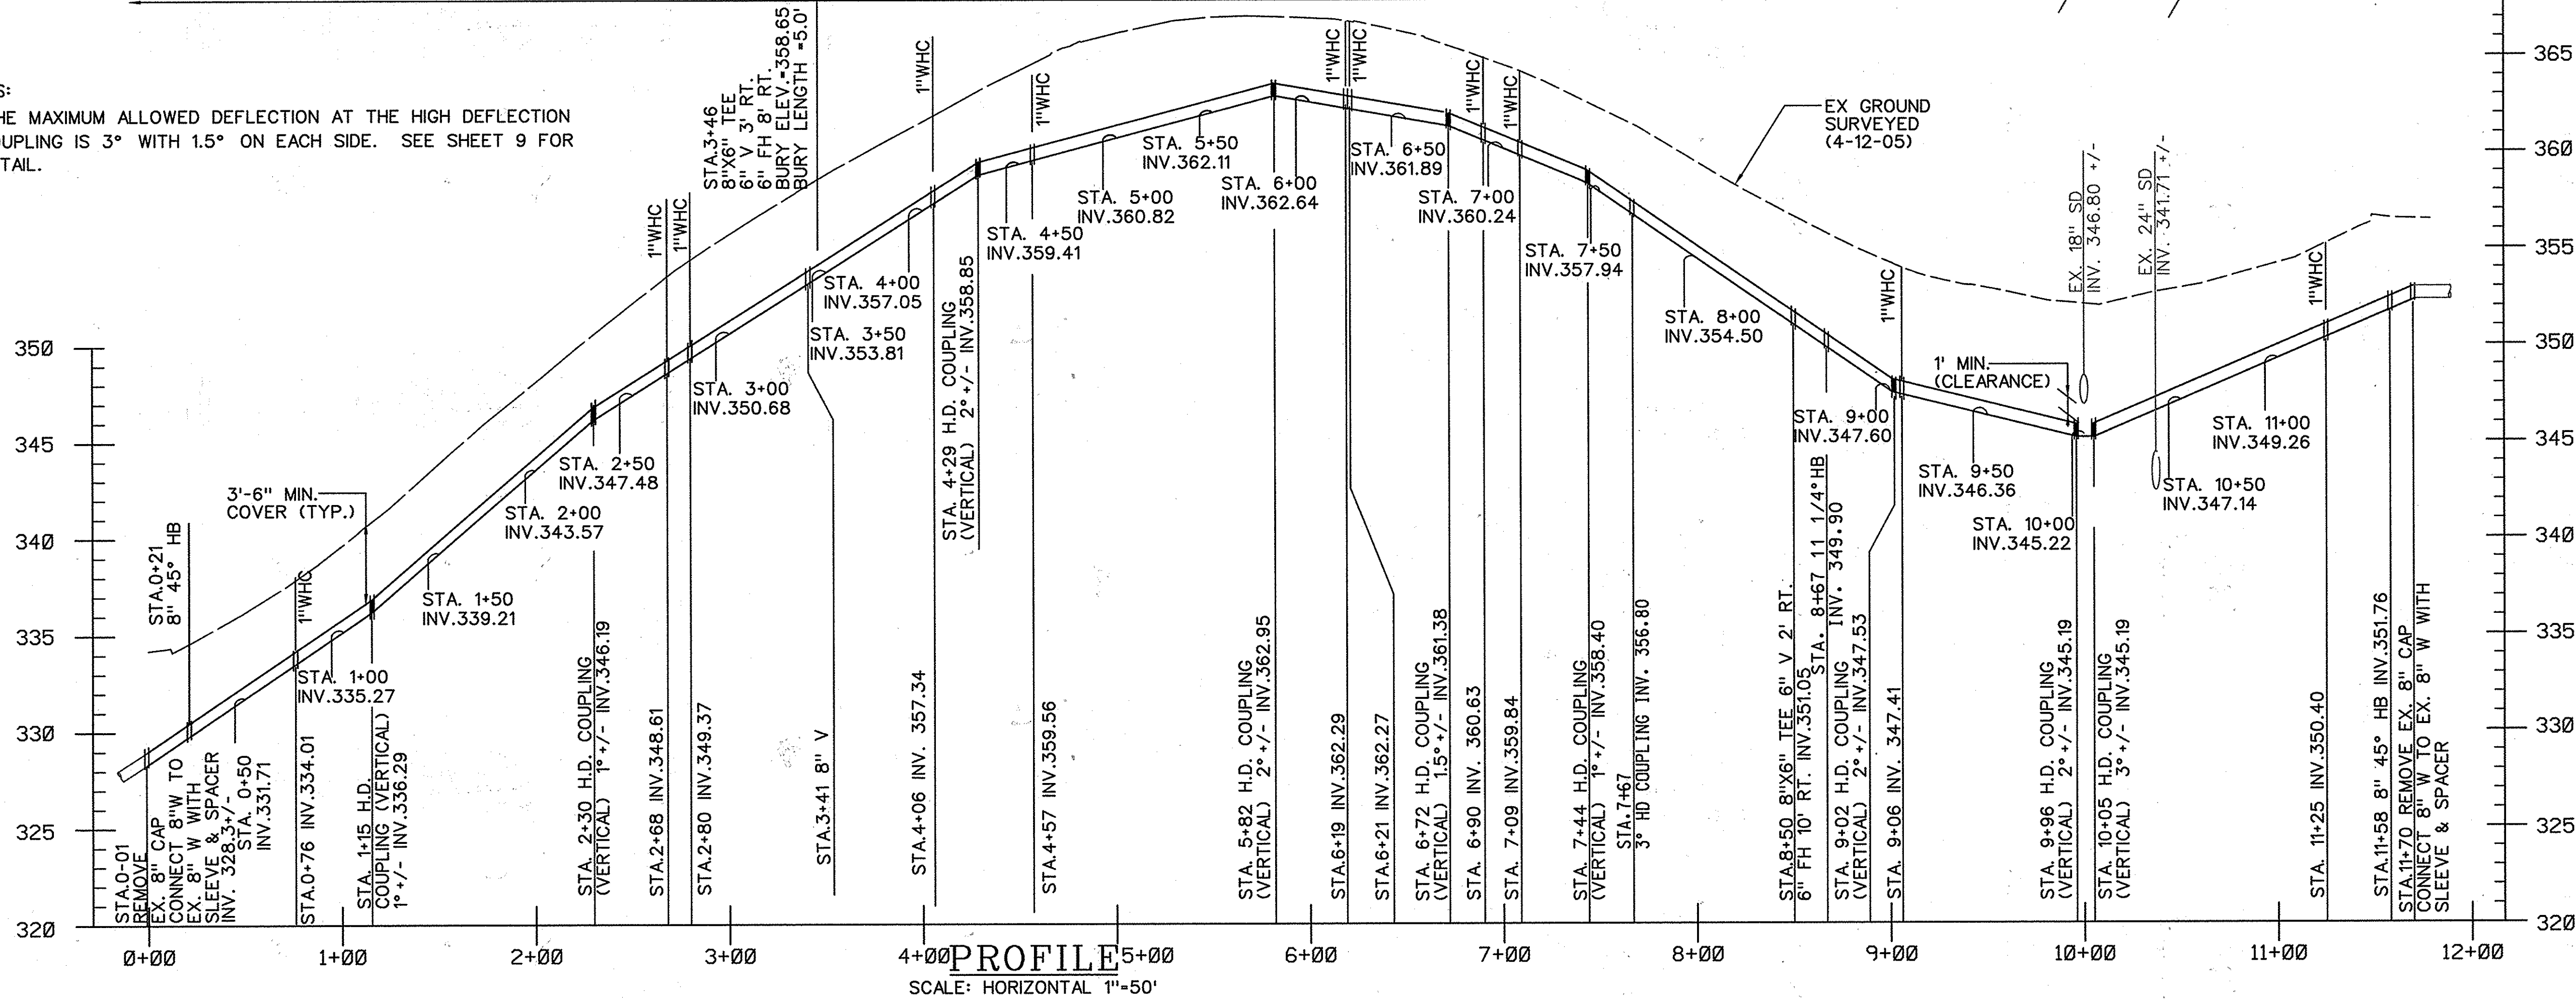 S:
HE MAXIMUM ALLOWED DEFLECTION AT THE HIGH DEFLECTION
OUPLING IS 3° WITH 1.5° ON EACH SIDE. SEE SHEET 9 FOR
TAIL.
STA.3+46
8"X6" TEE
6" V 3' RT.
6" FH 8' RT.
BURY ELEV.=358.65
BURY LENGTH =5.0'
1"WHC
1"WHC
1"WHC
1"WHC
1"WHC
1"WHC
1"WHC
1"WHC
1"WHC
1"WHC
1"WHC
EX GROUND
SURVEYED
(4-12-05)
EX. 18" SD
INV. 346.80 +/-
EX. 24" SD
INV. 341.71 +/-
1' MIN.
(CLEARANCE)
3'-6" MIN.
COVER (TYP.)
STA.0+21
8" 45° HB
STA. 0+50
INV.331.71
STA. 1+00
INV.335.27
STA. 1+50
INV.339.21
STA. 2+00
INV.343.57
STA. 2+50
INV.347.48
STA. 3+00
INV.350.68
STA. 3+50
INV.353.81
STA. 4+00
INV.357.05
STA. 4+50
INV.359.41
STA. 5+00
INV.360.82
STA. 5+50
INV.362.11
STA. 6+00
INV.362.64
STA. 6+50
INV.361.89
STA. 7+00
INV.360.24
STA. 7+50
INV.357.94
STA. 8+00
INV.354.50
STA. 9+00
INV.347.60
STA. 9+50
INV.346.36
STA. 10+00
INV.345.22
STA. 10+50
INV.347.14
STA. 11+00
INV.349.26
STA.0-01
REMOVE
EX. 8" CAP
CONNECT 8"W TO
EX. 8" W WITH
SLEEVE & SPACER
INV. 328.3+/-
STA.0+76 INV.334.01
STA. 1+15 H.D.
COUPLING (VERTICAL)
1° +/- INV.336.29
STA. 2+30 H.D. COUPLING
(VERTICAL) 1° +/- INV.346.19
STA.2+68 INV.348.61
STA.2+80 INV.349.37
STA.3+41 8" V
STA.4+06 INV. 357.34
STA. 4+29 H.D. COUPLING
(VERTICAL) 2° +/- INV.358.85
STA.4+57 INV.359.56
STA. 5+82 H.D. COUPLING
(VERTICAL) 2° +/- INV.362.95
STA.6+19 INV.362.29
STA.6+21 INV.362.27
STA. 6+72 H.D. COUPLING
(VERTICAL) 1.5° +/- INV.361.38
STA. 6+90 INV. 360.63
STA. 7+09 INV.359.84
STA. 7+44 H.D. COUPLING
(VERTICAL) 1° +/- INV.358.40
STA.7+67
3° HD COUPLING INV. 356.80
STA.8+50 8"X6" TEE 6" V 2' RT.
6" FH 10' RT. INV.351.05
STA. 8+67 11 1/4° HB
INV. 349.90
STA. 9+02 H.D. COUPLING
(VERTICAL) 2° +/- INV.347.53
STA. 9+06 INV. 347.41
STA. 9+96 H.D. COUPLING
(VERTICAL) 2° +/- INV.345.19
STA. 10+05 H.D. COUPLING
(VERTICAL) 3° +/- INV.345.19
STA. 11+25 INV.350.40
STA.11+58 8" 45° HB INV.351.76
STA.11+70 REMOVE EX. 8" CAP
CONNECT 8" W TO EX. 8" W WITH
SLEEVE & SPACER
350
345
340
335
330
325
320
365
360
355
350
345
340
335
330
325
320
0+00 1+00 2+00 3+00 4+00 5+00 6+00 7+00 8+00 9+00 10+00 11+00 12+00
PROFILE
SCALE: HORIZONTAL 1"=50'